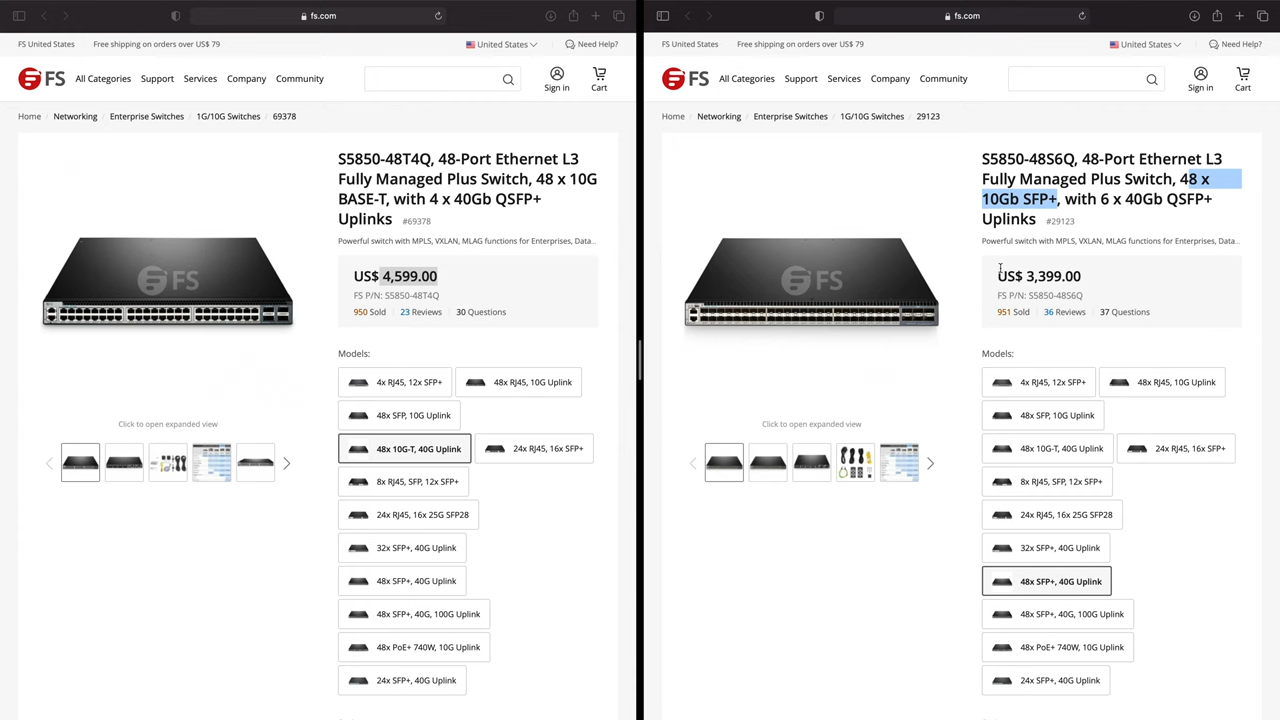 fs.com
FS United States Free shipping on orders over US$ 79 United States Need Help?
FS All Categories Support Services Company Community Sign in Cart
Home Networking / Enterprise Switches / 1G/10G Switches / 69378
S5850-48T4Q, 48-Port Ethernet L3
Fully Managed Plus Switch, 48 x 10G
BASE-T, with 4 x 40Gb QSFP+
Uplinks #69378
Powerful switch with MPLS, VXLAN, MLAG functions for Enterprises, Data...
US$ 4,599.00
FS P/N: S5850-48T4Q
950 Sold 23 Reviews 30 Questions
FS
Click to open expanded view
Models:
4x RJ45, 12x SFP+ 48x RJ45, 10G Uplink
48x SFP, 10G Uplink
48x 10G-T, 40G Uplink 24x RJ45, 16x SFP+
8x RJ45, SFP, 12x SFP+
24x RJ45, 16x 25G SFP28
32x SFP+, 40G Uplink
48x SFP+, 40G Uplink
48x SFP+, 40G, 100G Uplink
48x PoE+ 740W, 10G Uplink
24x SFP+, 40G Uplink
fs.com
FS United States Free shipping on orders over US$ 79 United States Need Help?
FS All Categories Support Services Company Community Sign in Cart
Home Networking / Enterprise Switches / 1G/10G Switches / 29123
S5850-48S6Q, 48-Port Ethernet L3
Fully Managed Plus Switch, 48 x
10Gb SFP+, with 6 x 40Gb QSFP+
Uplinks #29123
Powerful switch with MPLS, VXLAN, MLAG functions for Enterprises, Data...
US$ 3,399.00
FS P/N: S5850-48S6Q
951 Sold 36 Reviews 37 Questions
FS
Click to open expanded view
Models:
4x RJ45, 12x SFP+ 48x RJ45, 10G Uplink
48x SFP, 10G Uplink
48x 10G-T, 40G Uplink 24x RJ45, 16x SFP+
8x RJ45, SFP, 12x SFP+
24x RJ45, 16x 25G SFP28
32x SFP+, 40G Uplink
48x SFP+, 40G Uplink
48x SFP+, 40G, 100G Uplink
48x PoE+ 740W, 10G Uplink
24x SFP+, 40G Uplink